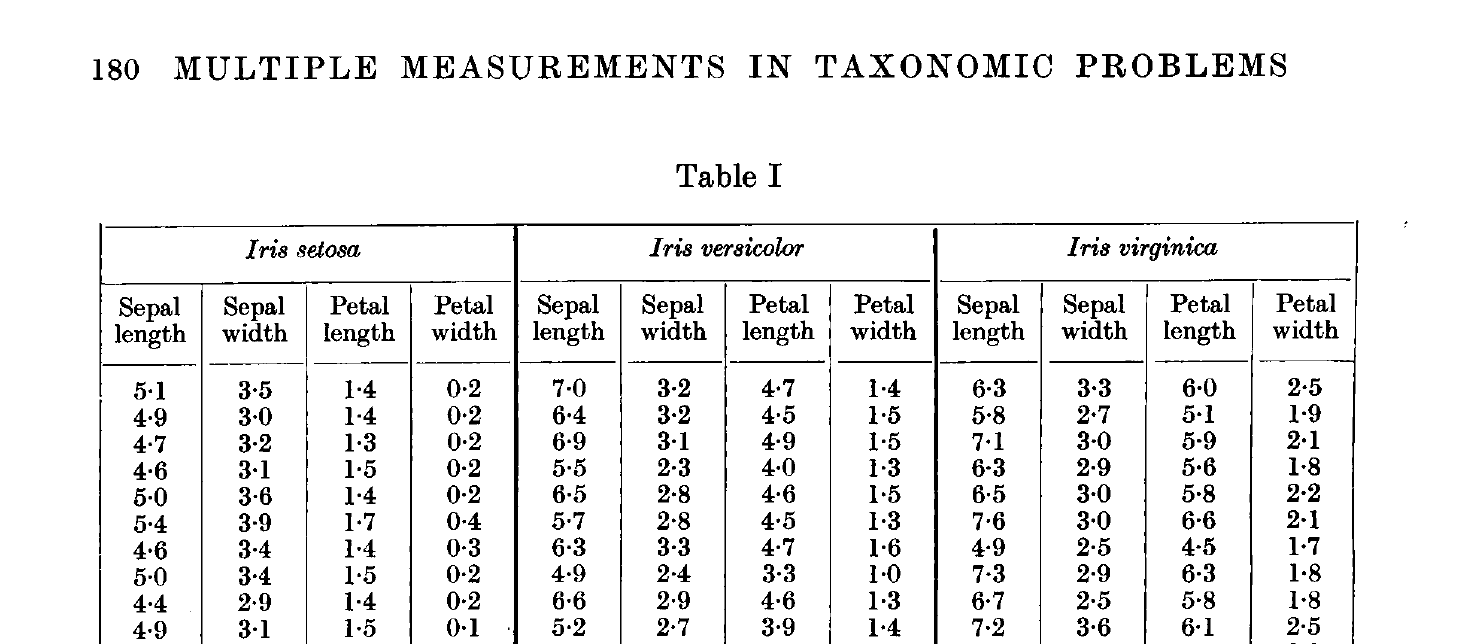 180 MULTIPLE MEASUREMENTS IN TAXONOMIC PROBLEMS
Table I
Iris setosa Iris versicolor Iris virginica
Sepal length Sepal width Petal length Petal width Sepal length Sepal width Petal length Petal width Sepal length Sepal width Petal length Petal width
5·1 3·5 1·4 0·2 7·0 3·2 4·7 1·4 6·3 3·3 6·0 2·5
4·9 3·0 1·4 0·2 6·4 3·2 4·5 1·5 5·8 2·7 5·1 1·9
4·7 3·2 1·3 0·2 6·9 3·1 4·9 1·5 7·1 3·0 5·9 2·1
4·6 3·1 1·5 0·2 5·5 2·3 4·0 1·3 6·3 2·9 5·6 1·8
5·0 3·6 1·4 0·2 6·5 2·8 4·6 1·5 6·5 3·0 5·8 2·2
5·4 3·9 1·7 0·4 5·7 2·8 4·5 1·3 7·6 3·0 6·6 2·1
4·6 3·4 1·4 0·3 6·3 3·3 4·7 1·6 4·9 2·5 4·5 1·7
5·0 3·4 1·5 0·2 4·9 2·4 3·3 1·0 7·3 2·9 6·3 1·8
4·4 2·9 1·4 0·2 6·6 2·9 4·6 1·3 6·7 2·5 5·8 1·8
4·9 3·1 1·5 0·1 5·2 2·7 3·9 1·4 7·2 3·6 6·1 2·5